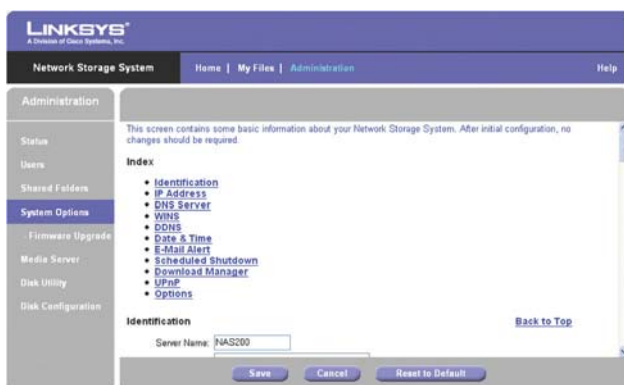 LINKSYS®
A Division of Cisco Systems, Inc.
Network Storage System
Home | My Files | Administration
Help
Administration
Status
Users
Shared Folders
System Options
- Firmware Upgrade
Media Server
Disk Utility
Disk Configuration
This screen contains some basic information about your Network Storage System. After initial configuration, no
changes should be required.
Index
• Identification
• IP Address
• DNS Server
• WINS
• DDNS
• Date & Time
• E-Mail Alert
• Scheduled Shutdown
• Download Manager
• UPnP
• Options
Identification
Back to Top
Server Name: NAS200
Save
Cancel
Reset to Default